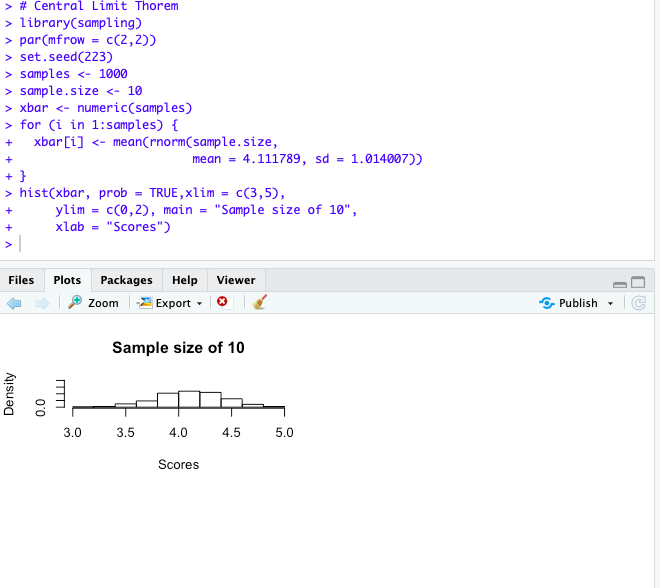 > # Central Limit Thorem
> library(sampling)
> par(mfrow = c(2,2))
> set.seed(223)
> samples <- 1000
> sample.size <- 10
> xbar <- numeric(samples)
> for (i in 1:samples) {
+   xbar[i] <- mean(rnorm(sample.size,
+                         mean = 4.111789, sd = 1.014007))
+ }
> hist(xbar, prob = TRUE,xlim = c(3,5),
+      ylim = c(0,2), main = "Sample size of 10",
+      xlab = "Scores")
>
Files Plots Packages Help Viewer
Zoom Export Publish
Sample size of 10
Density
0.0
3.0 3.5 4.0 4.5 5.0
Scores